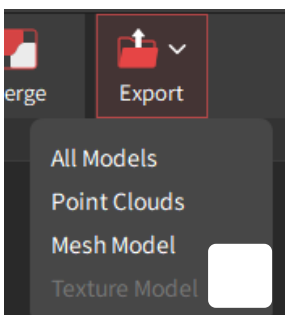 erge
Export
All Models
Point Clouds
Mesh Model
Texture Model